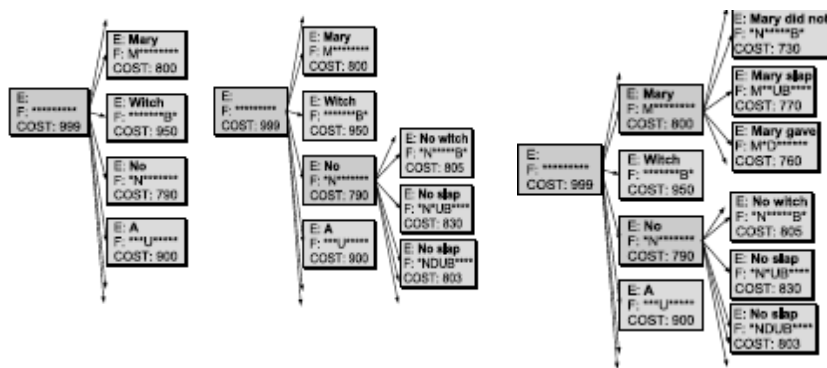 E:
F: *********
COST: 999
E: Mary
F: M********
COST: 800
E: Witch
F: *******B*
COST: 950
E: No
F: *N*******
COST: 790
E: A
F: ***U*****
COST: 900
E:
F: *********
COST: 999
E: Mary
F: M********
COST: 800
E: Witch
F: *******B*
COST: 950
E: No
F: *N*******
COST: 790
E: A
F: ***U*****
COST: 900
E: No witch
F: *N*****B*
COST: 805
E: No slap
F: *N*UB****
COST: 830
E: No slap
F: *NDUB****
COST: 803
E:
F: *********
COST: 999
E: Mary
F: M********
COST: 800
E: Witch
F: *******B*
COST: 950
E: No
F: *N*******
COST: 790
E: A
F: ***U*****
COST: 900
E: Mary did not
F: *N*****B*
COST: 730
E: Mary slap
F: M**UB****
COST: 770
E: Mary gave
F: M*D******
COST: 760
E: No witch
F: *N*****B*
COST: 805
E: No slap
F: *N*UB****
COST: 830
E: No slap
F: *NDUB****
COST: 803